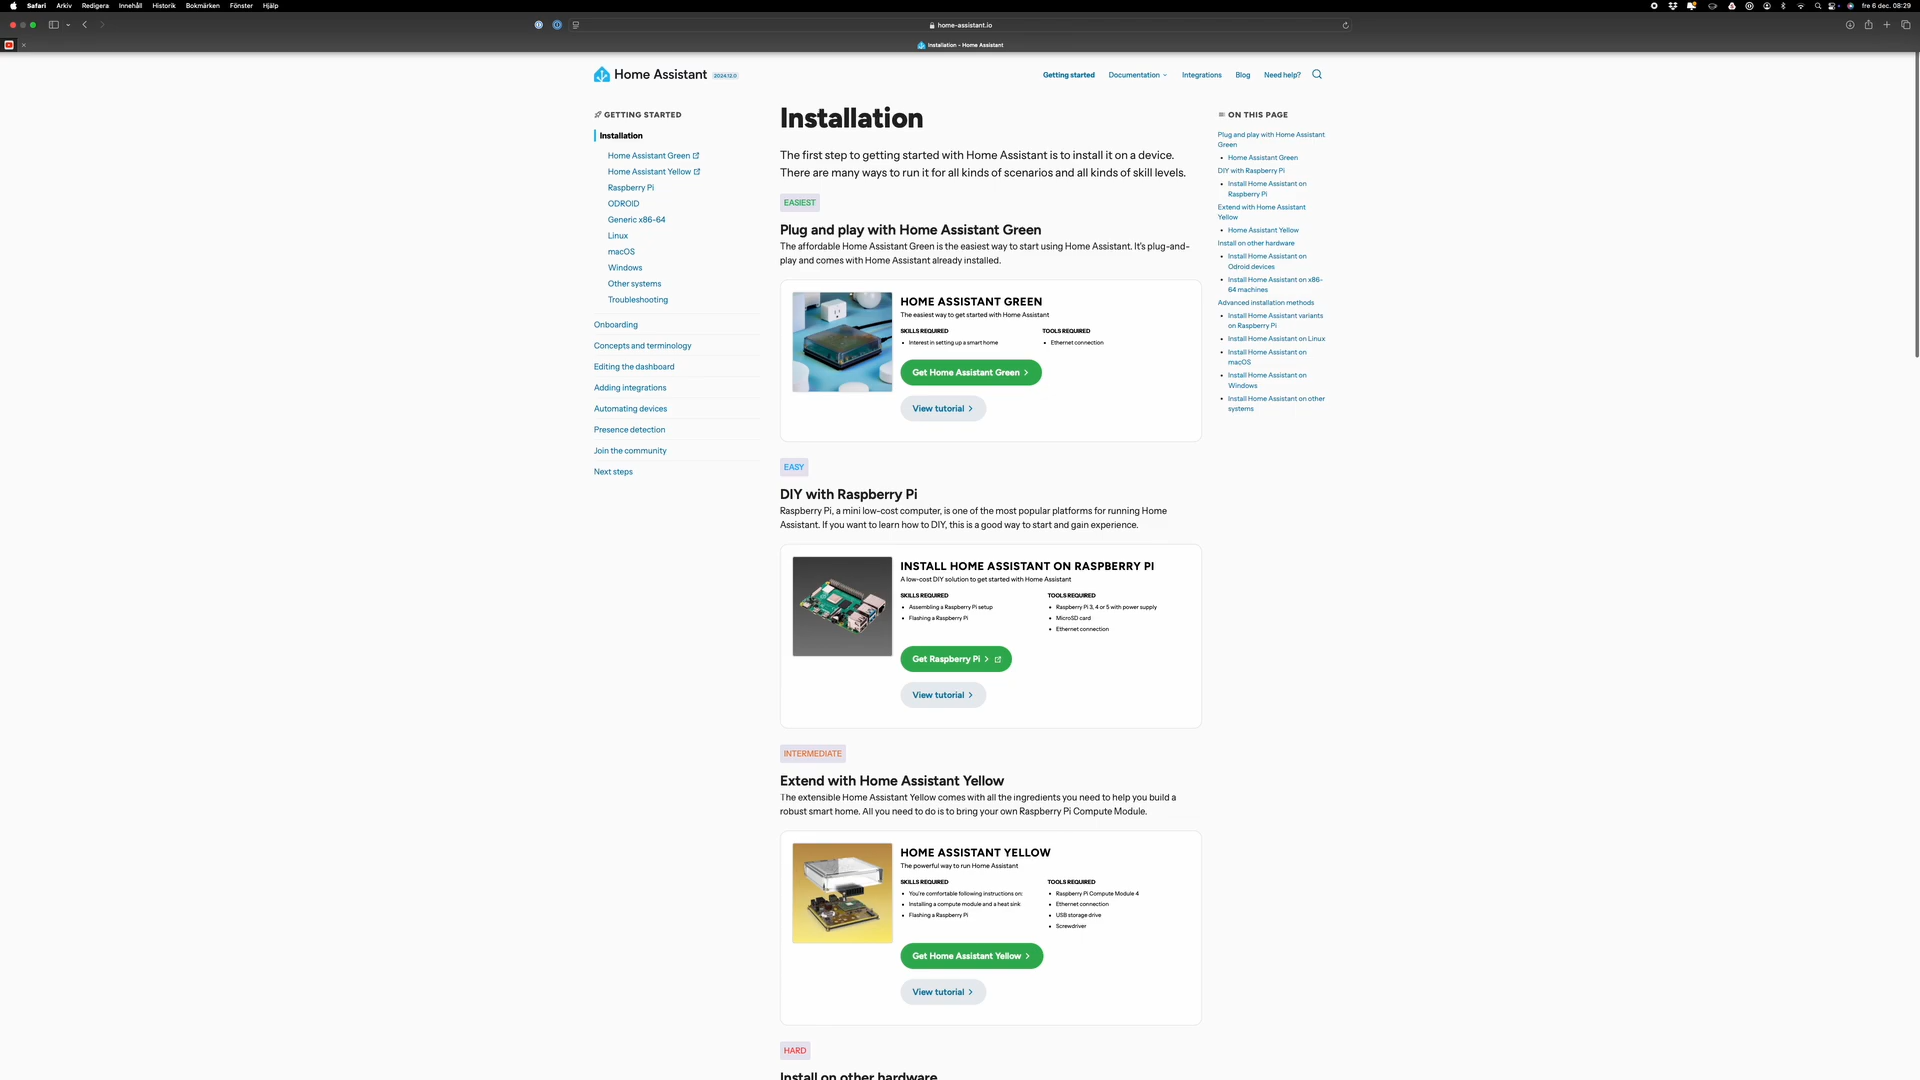 Safari Arkiv Redigera Innehåll Historik Bokmärken Fönster Hjälp
fre 6 dec. 08:29
home-assistant.io
Installation - Home Assistant
Home Assistant 2024.12.0
Getting started Documentation Integrations Blog Need help?
GETTING STARTED
Installation
Home Assistant Green
Home Assistant Yellow
Raspberry Pi
ODROID
Generic x86-64
Linux
macOS
Windows
Other systems
Troubleshooting
Onboarding
Concepts and terminology
Editing the dashboard
Adding integrations
Automating devices
Presence detection
Join the community
Next steps
Installation
The first step to getting started with Home Assistant is to install it on a device.
There are many ways to run it for all kinds of scenarios and all kinds of skill levels.
EASIEST
Plug and play with Home Assistant Green
The affordable Home Assistant Green is the easiest way to start using Home Assistant. It's plug-and-
play and comes with Home Assistant already installed.
HOME ASSISTANT GREEN
The easiest way to get started with Home Assistant
SKILLS REQUIRED
• Interest in setting up a smart home
TOOLS REQUIRED
• Ethernet connection
Get Home Assistant Green
View tutorial
EASY
DIY with Raspberry Pi
Raspberry Pi, a mini low-cost computer, is one of the most popular platforms for running Home
Assistant. If you want to learn how to DIY, this is a good way to start and gain experience.
INSTALL HOME ASSISTANT ON RASPBERRY PI
A low-cost DIY solution to get started with Home Assistant
SKILLS REQUIRED
• Assembling a Raspberry Pi setup
• Flashing a Raspberry Pi
TOOLS REQUIRED
• Raspberry Pi 3, 4 or 5 with power supply
• MicroSD card
• Ethernet connection
Get Raspberry Pi
View tutorial
INTERMEDIATE
Extend with Home Assistant Yellow
The extensible Home Assistant Yellow comes with all the ingredients you need to help you build a
robust smart home. All you need to do is to bring your own Raspberry Pi Compute Module.
HOME ASSISTANT YELLOW
The powerful way to run Home Assistant
SKILLS REQUIRED
• You're comfortable following instructions on:
• Installing a compute module and a heat sink
• Flashing a Raspberry Pi
TOOLS REQUIRED
• Raspberry Pi Compute Module 4
• Ethernet connection
• USB storage drive
• Screwdriver
Get Home Assistant Yellow
View tutorial
HARD
Install on other hardware
ON THIS PAGE
Plug and play with Home Assistant
Green
• Home Assistant Green
DIY with Raspberry Pi
• Install Home Assistant on
Raspberry Pi
Extend with Home Assistant
Yellow
• Home Assistant Yellow
Install on other hardware
• Install Home Assistant on
Odroid devices
• Install Home Assistant on x86-
64 machines
Advanced installation methods
• Install Home Assistant variants
on Raspberry Pi
• Install Home Assistant on Linux
• Install Home Assistant on
macOS
• Install Home Assistant on
Windows
• Install Home Assistant on other
systems